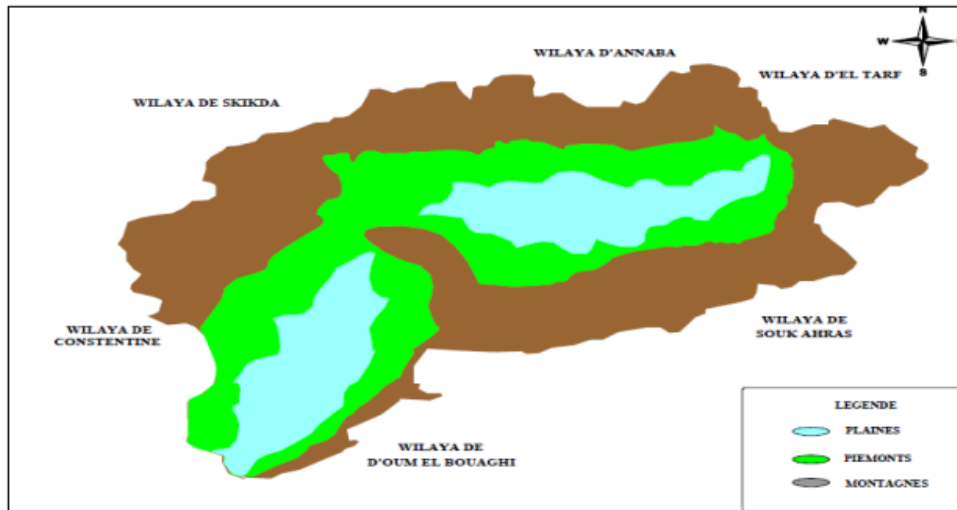 N
W
S
WILAYA D'ANNABA
WILAYA D'EL TARF
WILAYA DE SKIKDA
WILAYA DE
CONSTENTINE
WILAYA DE
SOUK AHRAS
WILAYA DE
D'OUM EL BOUAGHI
LEGENDE
PLAINES
PIEMONTS
MONTAGNES